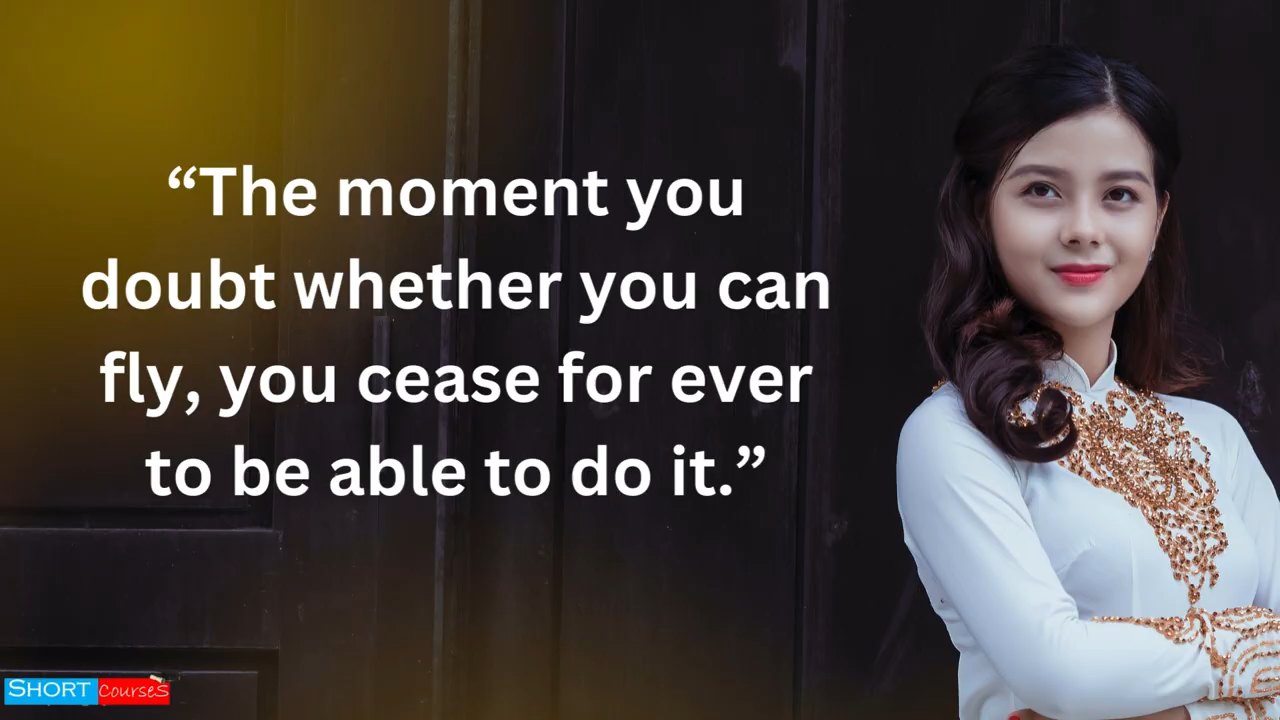 “The moment you
doubt whether you can
fly, you cease for ever
to be able to do it.”
SHORT CourseS